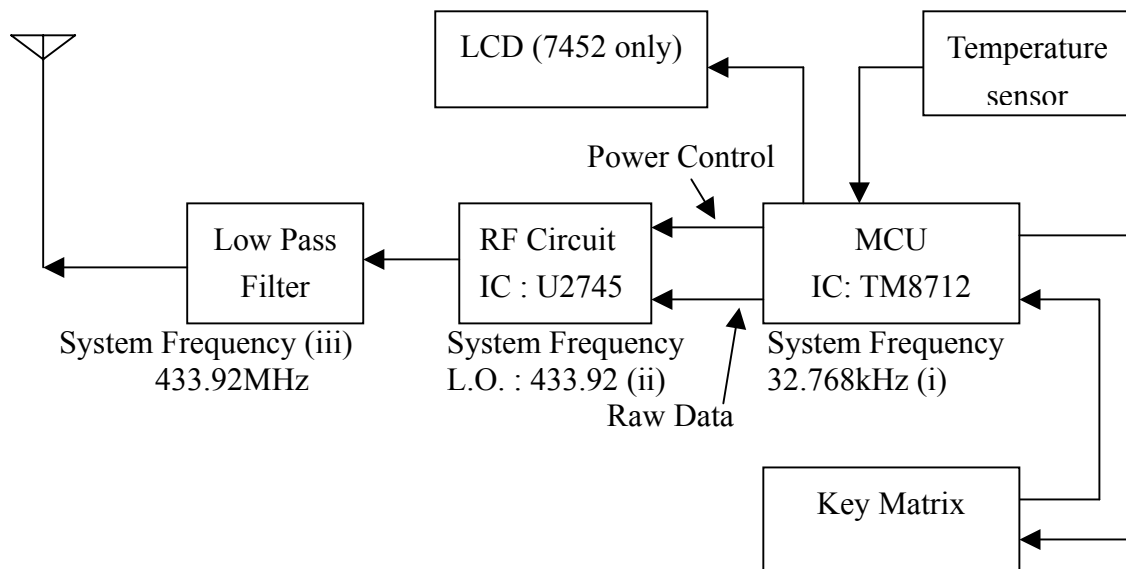 LCD (7452 only)
Temperature
sensor
Power Control
Low Pass
Filter
RF Circuit
IC : U2745
MCU
IC: TM8712
System Frequency (iii)
433.92MHz
System Frequency
L.O. : 433.92 (ii)
System Frequency
32.768kHz (i)
Raw Data
Key Matrix